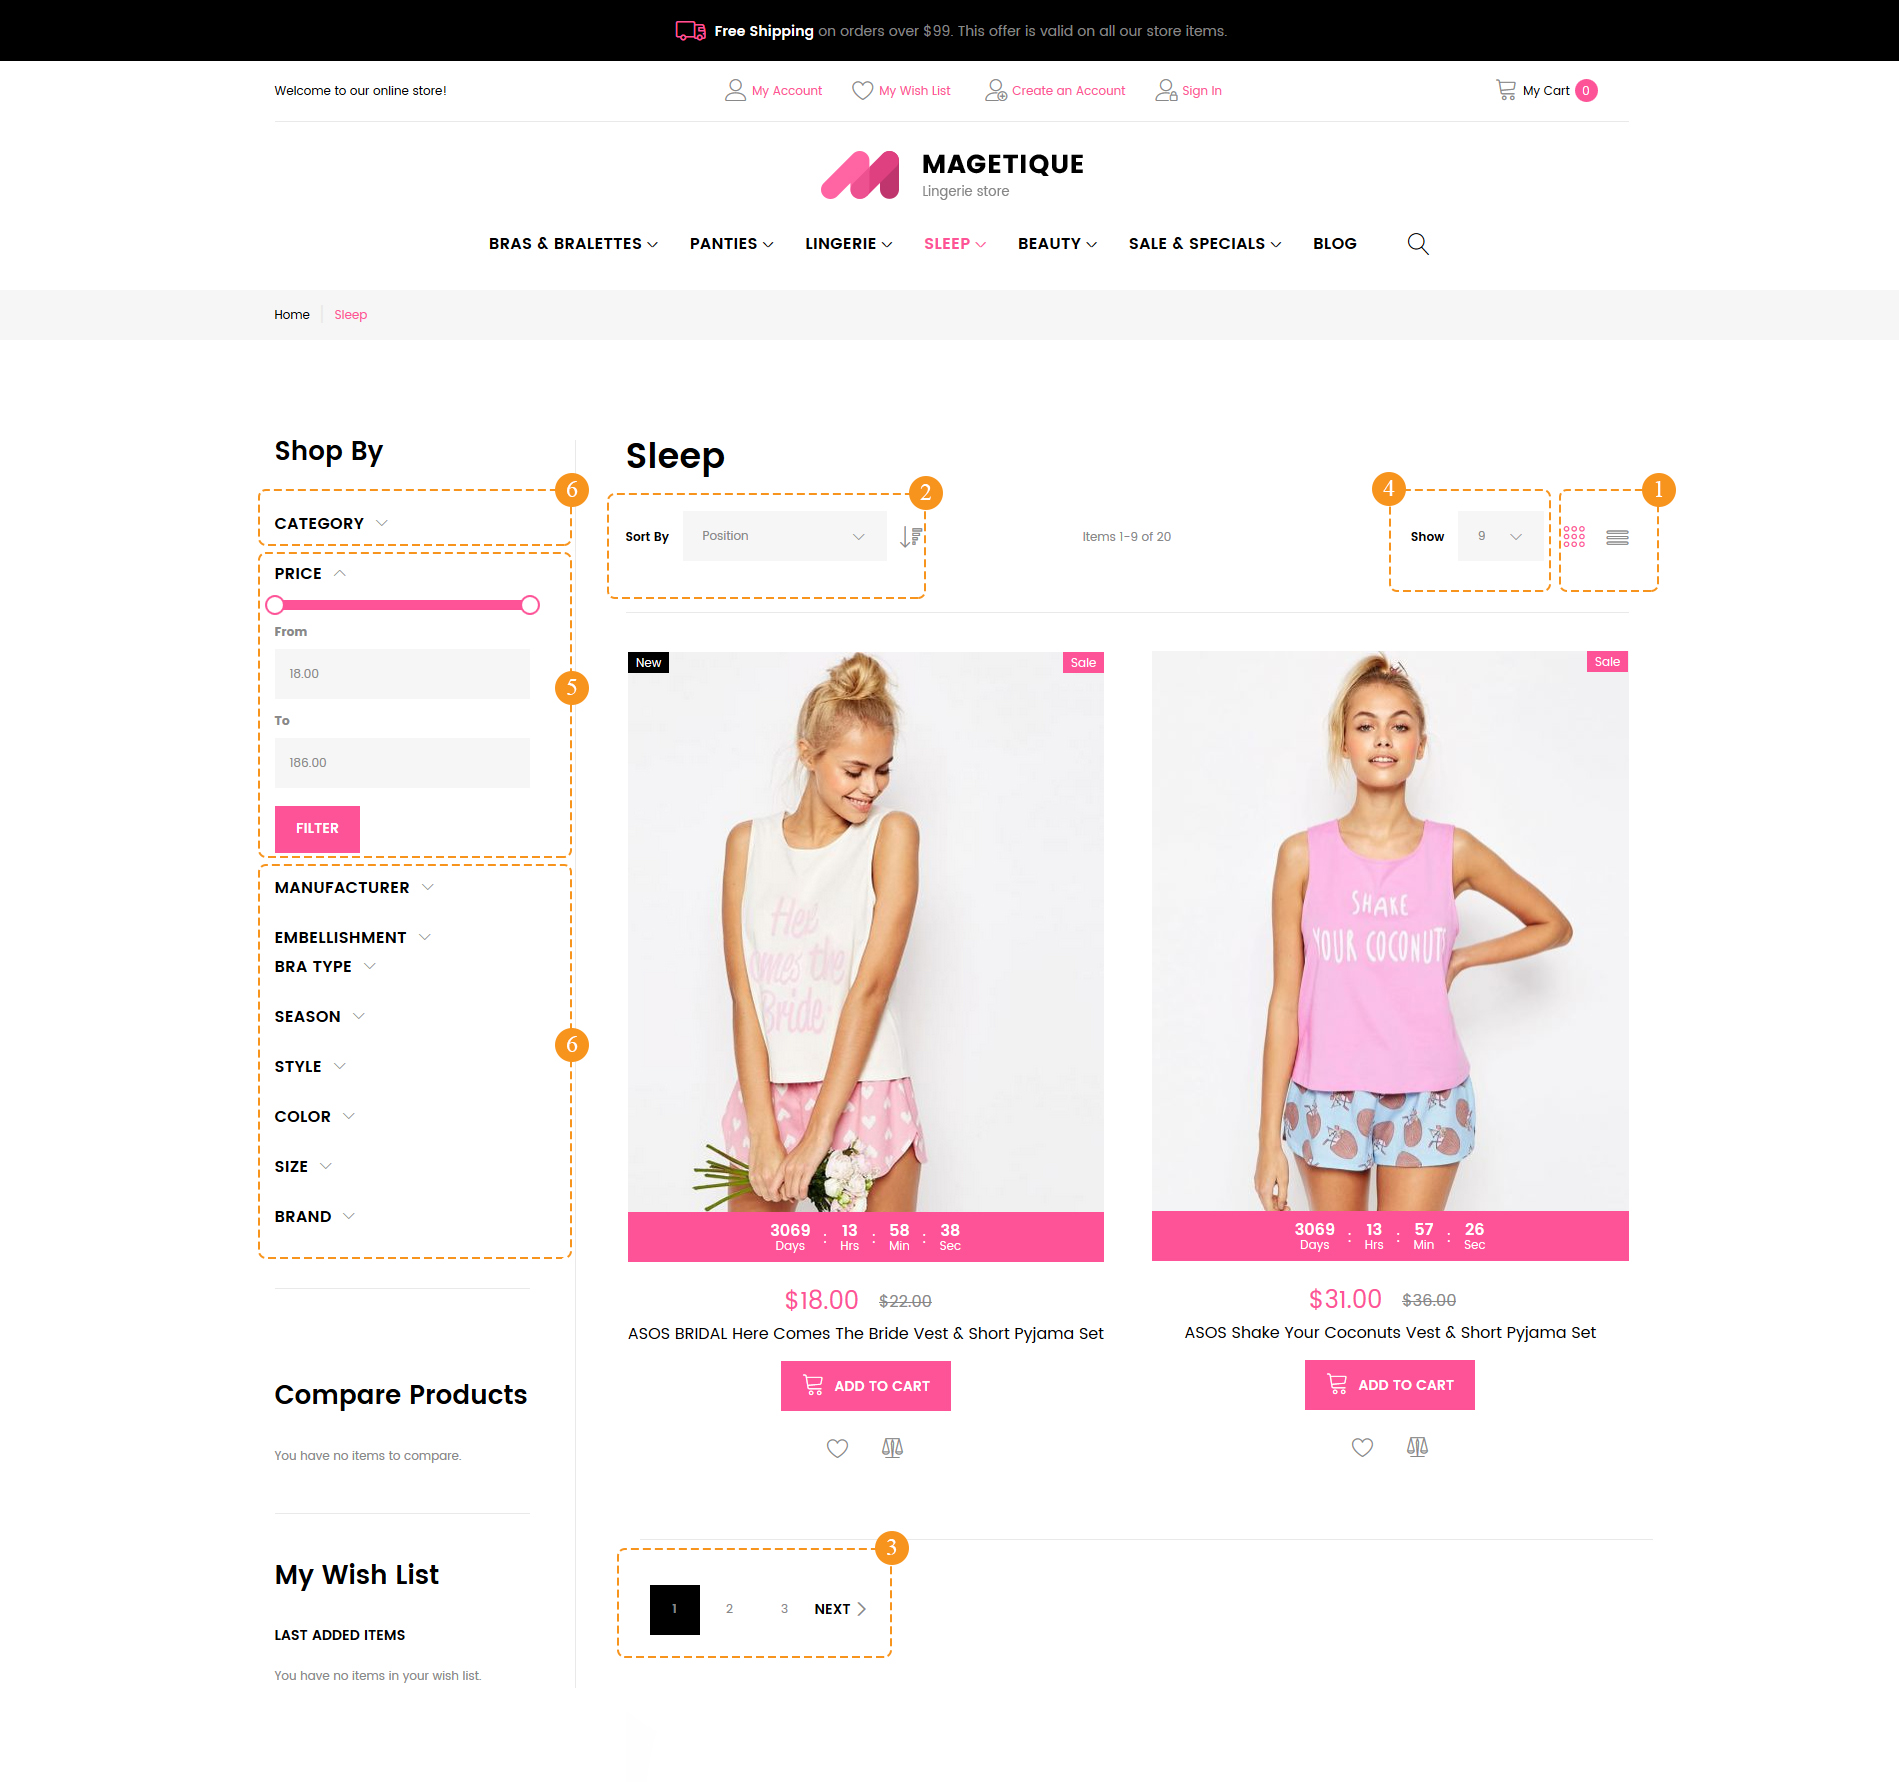 Free Shipping on orders over $99. This offer is valid on all our store items.
Welcome to our online store!
My Account
My Wish List
Create an Account
Sign In
My Cart 0
MAGETIQUE
Lingerie store
BRAS & BRALETTES
PANTIES
LINGERIE
SLEEP
BEAUTY
SALE & SPECIALS
BLOG
Home
Sleep
Shop By
6
CATEGORY
PRICE
From
18.00
5
To
186.00
FILTER
MANUFACTURER
EMBELLISHMENT
BRA TYPE
SEASON
6
STYLE
COLOR
SIZE
BRAND
Compare Products
You have no items to compare.
My Wish List
LAST ADDED ITEMS
You have no items in your wish list.
Sleep
2
4
1
Sort By
Position
Items 1-9 of 20
Show
9
New
Sale
Here
comes the
Bride
3069 : 13 : 58 : 38
Days Hrs Min Sec
$18.00 $22.00
ASOS BRIDAL Here Comes The Bride Vest & Short Pyjama Set
ADD TO CART
Sale
SHAKE
YOUR COCONUTS
3069 : 13 : 57 : 26
Days Hrs Min Sec
$31.00 $36.00
ASOS Shake Your Coconuts Vest & Short Pyjama Set
ADD TO CART
3
1
2
3
NEXT